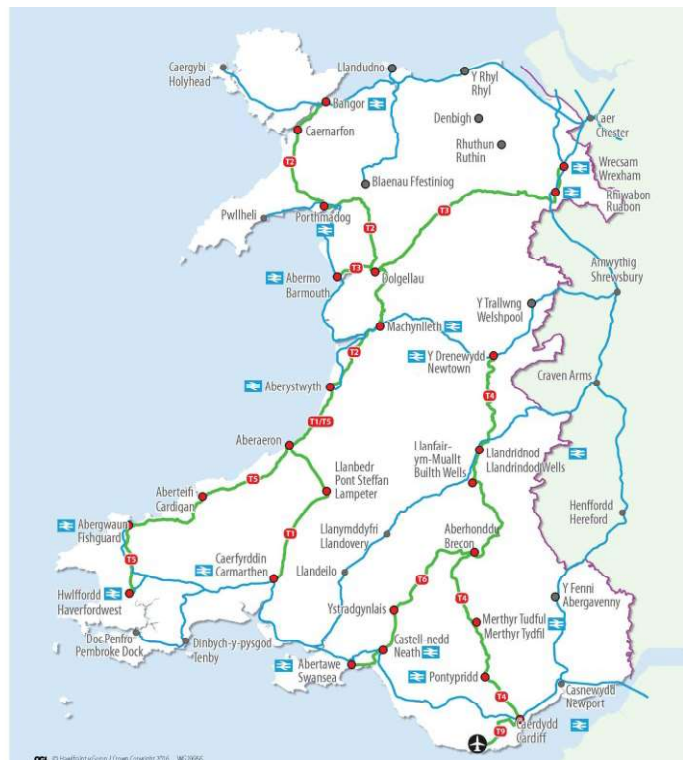 Caergybi
Holyhead
Llandudno
Y Rhyl
Rhyl
Bangor
Caernarfon
Denbigh
Rhuthun
Ruthin
Caer
Chester
Wrecsam
Wrexham
Rhiwabon
Ruabon
T2
Blaenau Ffestiniog
Pwllheli
Porthmadog
T2
T3
T3
Abermo
Barmouth
Dolgellau
Amwythig
Shrewsbury
Y Trallwng
Welshpool
Machynlleth
T2
Y Drenewydd
Newtown
Aberystwyth
Craven Arms
T4
T1/T5
Aberaeron
Llanfair-
ym-Muallt
Builth Wells
Llandridnod
Llandrindod Wells
Llanbedr
Pont Steffan
Lampeter
T5
Aberteifi
Cardigan
Henffordd
Hereford
Abergwaun
Fishguard
Llanymddyfri
Llandovery
Aberhonddu
Brecon
T1
T5
Caerfyrddin
Carmarthen
Llandeilo
T6
Hwlffordd
Haverfordwest
T4
Y Fenni
Abergavenny
Ystradgynlais
Merthyr Tudful
Merthyr Tydfil
Doc Penfro
Pembroke Dock
Dinbych-y-pysgod
Tenby
Castell-nedd
Neath
Abertawe
Swansea
Pontypridd
T4
Casnewydd
Newport
Caerdydd
Cardiff
T9